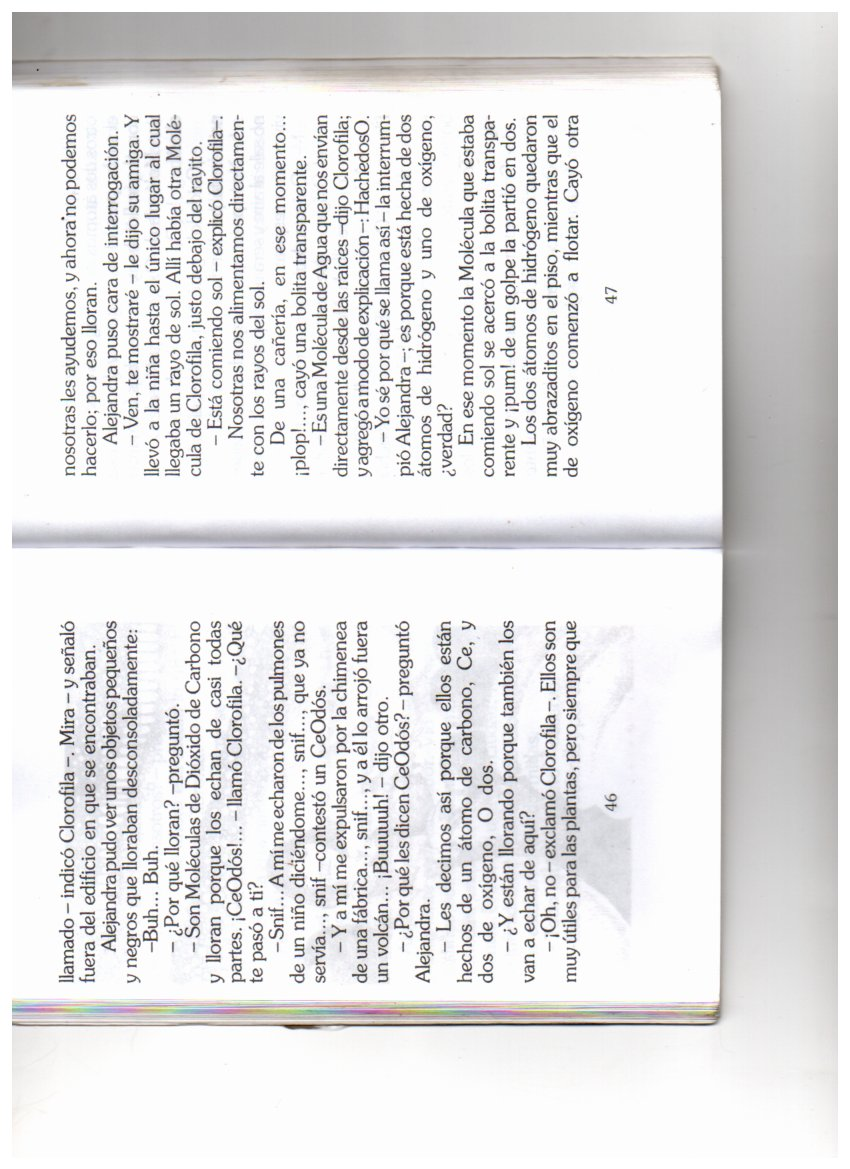 llamado – indicó Clorofila –. Mira – y señaló
fuera del edificio en que se encontraban.
Alejandra pudo ver unos objetos pequeños
y negros que lloraban desconsoladamente:
–Buh... Buh.
– ¿Por qué lloran? –preguntó.
– Son Moléculas de Dióxido de Carbono
y lloran porque los echan de casi todas
partes. ¡CeOdós!... – llamó Clorofila. –¿Qué
te pasó a ti?
–Snif... A mí me echaron de los pulmones
de un niño diciéndome..., snif..., que ya no
servía..., snif –contestó un CeOdós.
– Y a mí me expulsaron por la chimenea
de una fábrica..., snif..., y a él lo arrojó fuera
un volcán... ¡Buuuuuh! – dijo otro.
– ¿Por qué les dicen CeOdós? – preguntó
Alejandra.
– Les decimos así porque ellos están
hechos de un átomo de carbono, Ce, y
dos de oxígeno,, O dos.
– ¿Y están llorando porque también los
van a echar de aquí?
–¡Oh, no – exclamó Clorofila –. Ellos son
muy útiles para las plantas, pero siempre que
46
nosotras les ayudemos, y ahora no podemos
hacerlo; por eso lloran.
Alejandra puso cara de interrogación.
– Ven, te mostraré – le dijo su amiga. Y
llevó a la niña hasta el único lugar al cual
llegaba un rayo de sol. Allí había otra Molé-
cula de Clorofila, justo debajo del rayito.
– Está comiendo sol – explicó Clorofila–.
Nosotras nos alimentamos directamen-
te con los rayos del sol.
De una cañería, en ese momento...
¡plop!..., cayó una bolita transparente.
– Es una Molécula de Agua que nos envían
directamente desde las raíces –dijo Clorofila;
y agregó a modo de explicación –: HachedosO.
– Yo sé por qué se llama así – la interrum-
pió Alejandra –; es porque está hecha de dos
átomos de hidrógeno y uno de oxígeno,
¿verdad?
En ese momento la Molécula que estaba
comiendo sol se acercó a la bolita transpa-
rente y ¡pum! de un golpe la partió en dos.
Los dos átomos de hidrógeno quedaron
muy abrazaditos en el piso, mientras que el
de oxígeno comenzó a flotar. Cayó otra
47